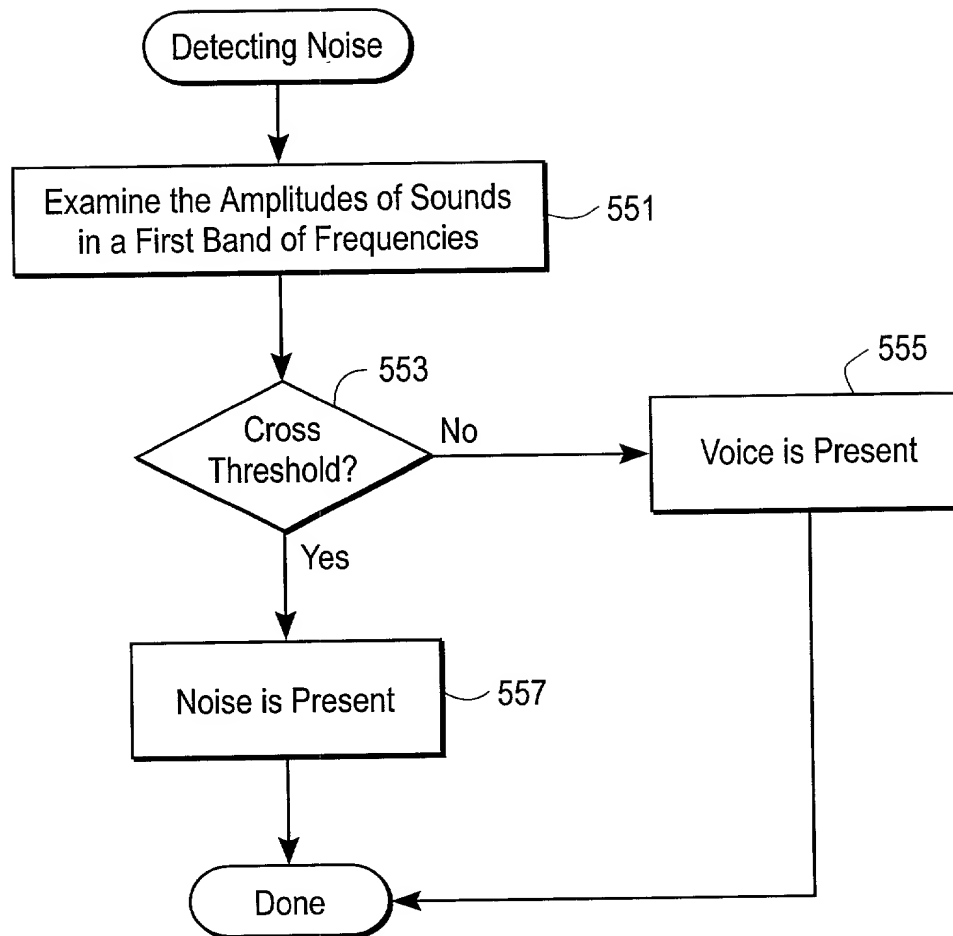 Detecting Noise
Examine the Amplitudes of Sounds
in a First Band of Frequencies
551
553
Cross
Threshold?
No
555
Voice is Present
Yes
Noise is Present
557
Done